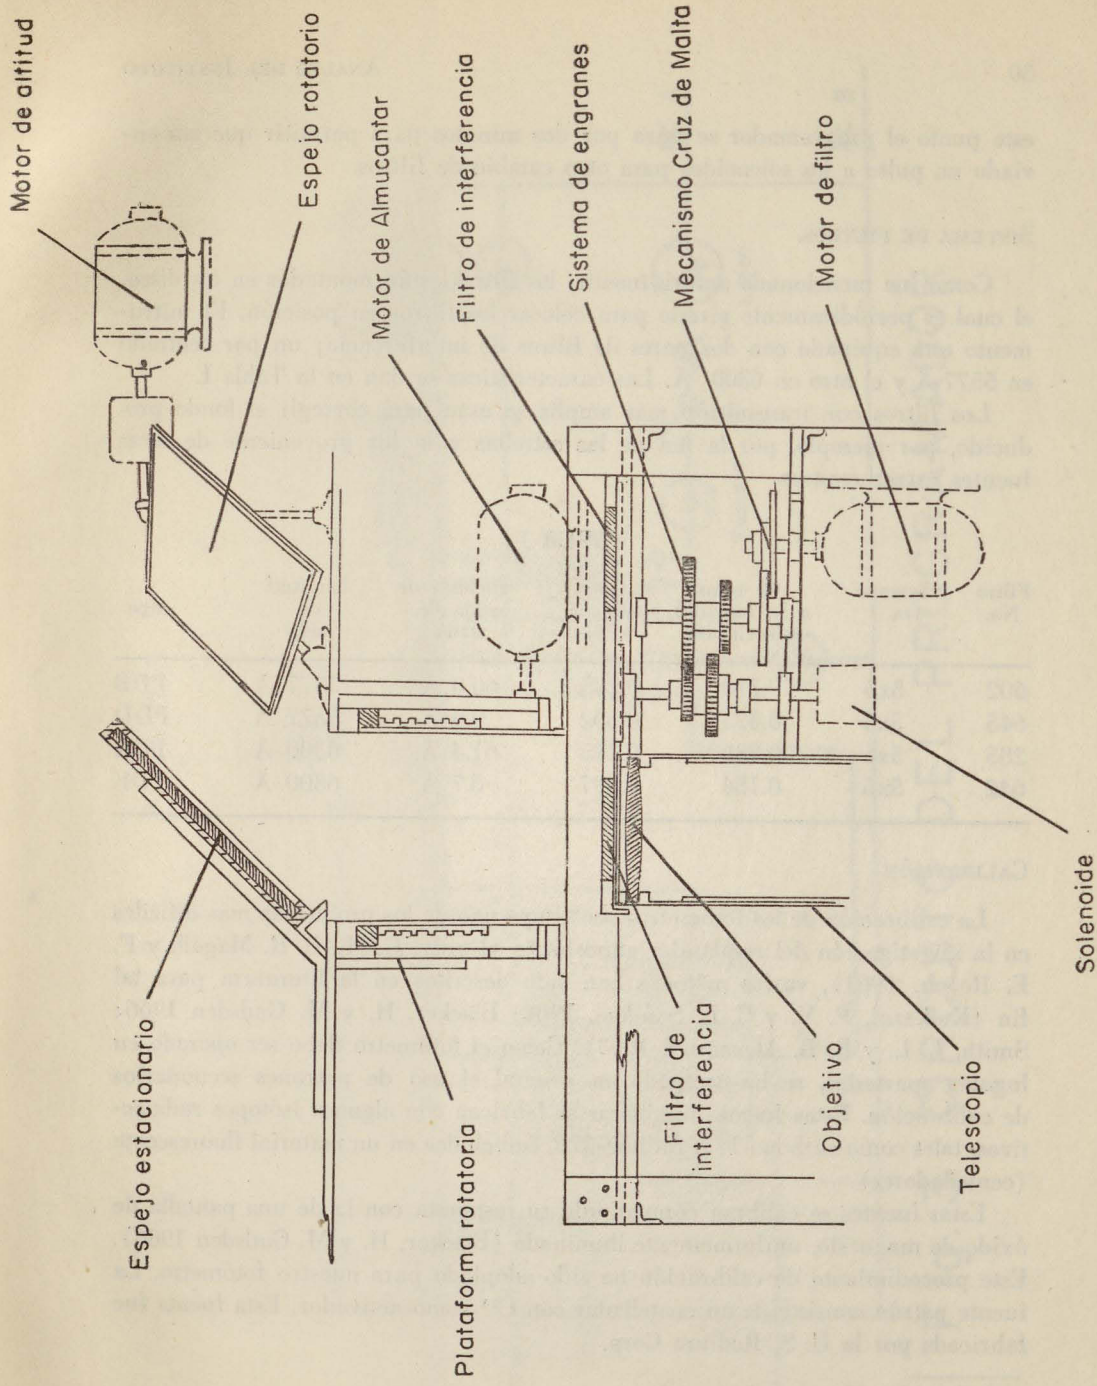 Motor de altitud
Espejo rotatorio
Motor de Almucantar
Filtro de interferencia
Sistema de engranes
Mecanismo Cruz de Malta
Motor de filtro
Espejo estacionario
Plataforma rotatoria
Filtro de
interferencia
Objetivo
Telescopio
Solenoide